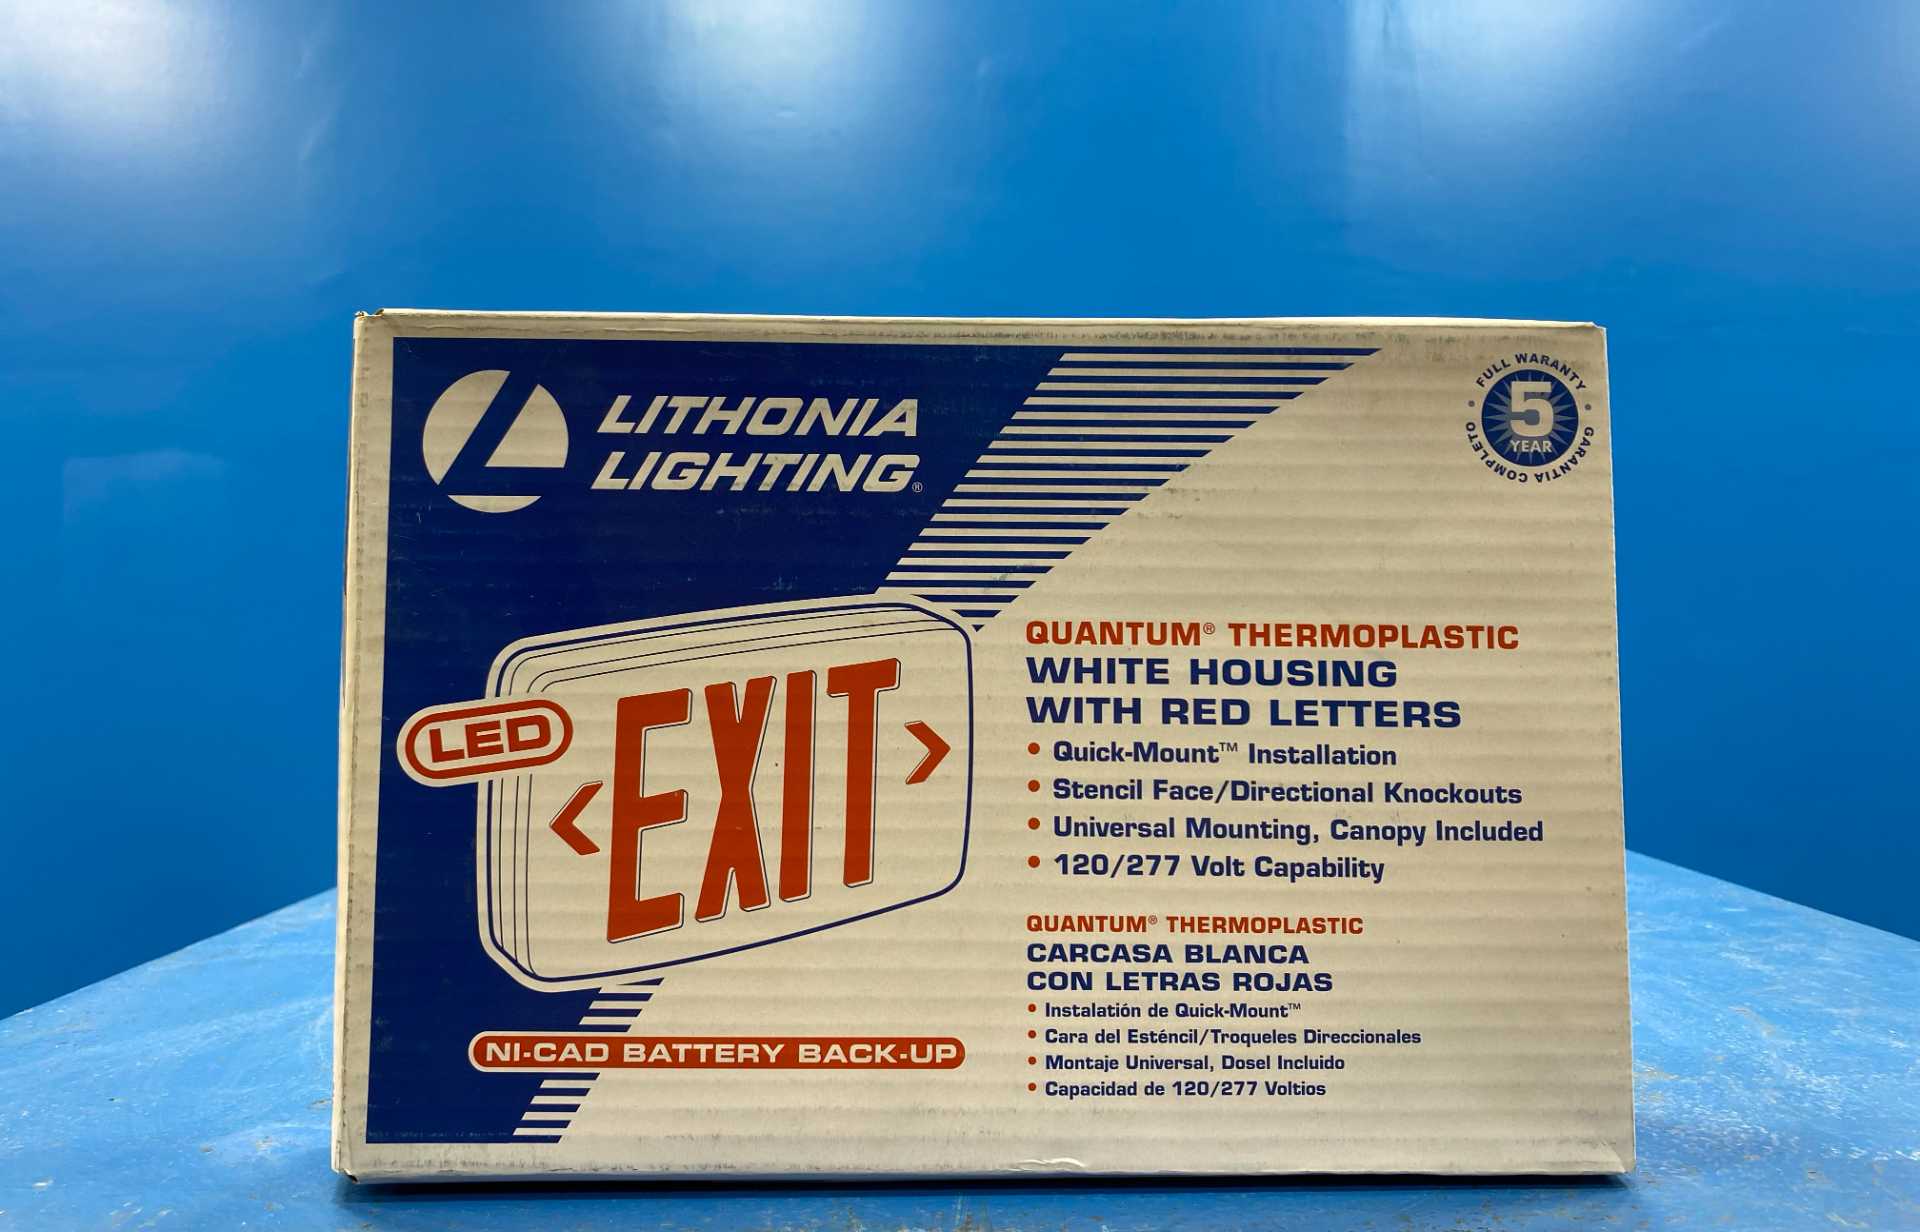 LITHONIA
LIGHTING®
FULL WARANTY
5
YEAR
GARANTIA COMPLETO
LED
<EXIT>
NI-CAD BATTERY BACK-UP
QUANTUM® THERMOPLASTIC
WHITE HOUSING
WITH RED LETTERS
• Quick-Mount™ Installation
• Stencil Face/Directional Knockouts
• Universal Mounting, Canopy Included
• 120/277 Volt Capability
QUANTUM® THERMOPLASTIC
CARCASA BLANCA
CON LETRAS ROJAS
• Instalación de Quick-Mount™
• Cara del Esténcil/Troqueles Direccionales
• Montaje Universal, Dosel Incluido
• Capacidad de 120/277 Voltios